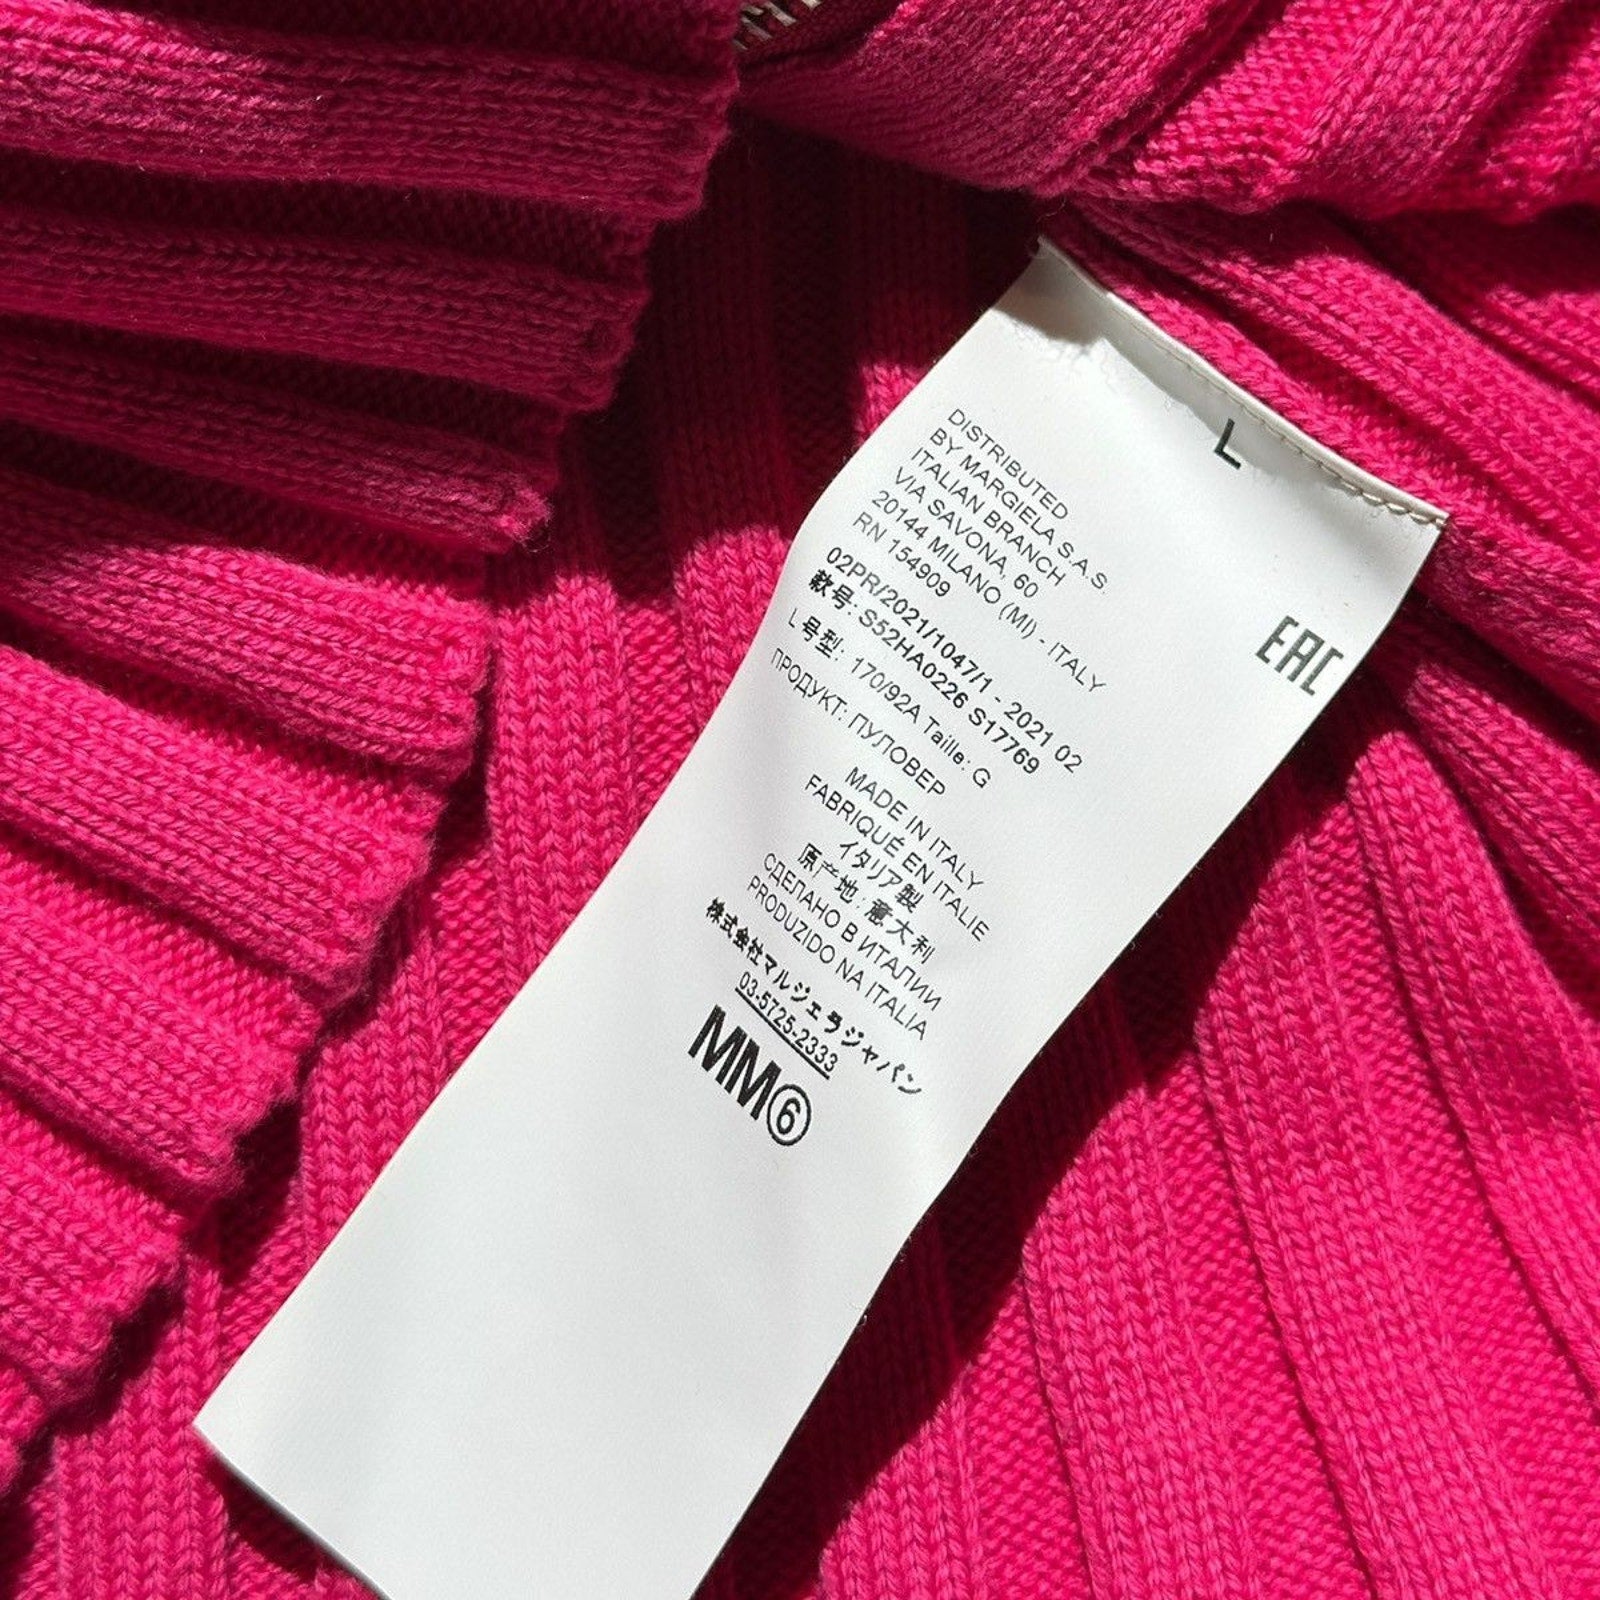 L
DISTRIBUTED
BY MARGIELA S.A.S.
ITALIAN BRANCH
VIA SAVONA, 60
20144 MILANO (MI) - ITALY
RN 154909
EAC
02PR/2021/1047/1 - 2021 02
款号: S52HA0226 S17769
L 号型: 170/92A Taille: G
ПРОДУКТ: ПУЛОВЕР
MADE IN ITALY
FABRIQUÉ EN ITALIE
イタリア製
原产地: 意大利
СДЕЛАНО В ИТАЛИИ
PRODUZIDO NA ITALIA
株式会社マルジェラジャパン
03-5725-2333
MM⑥